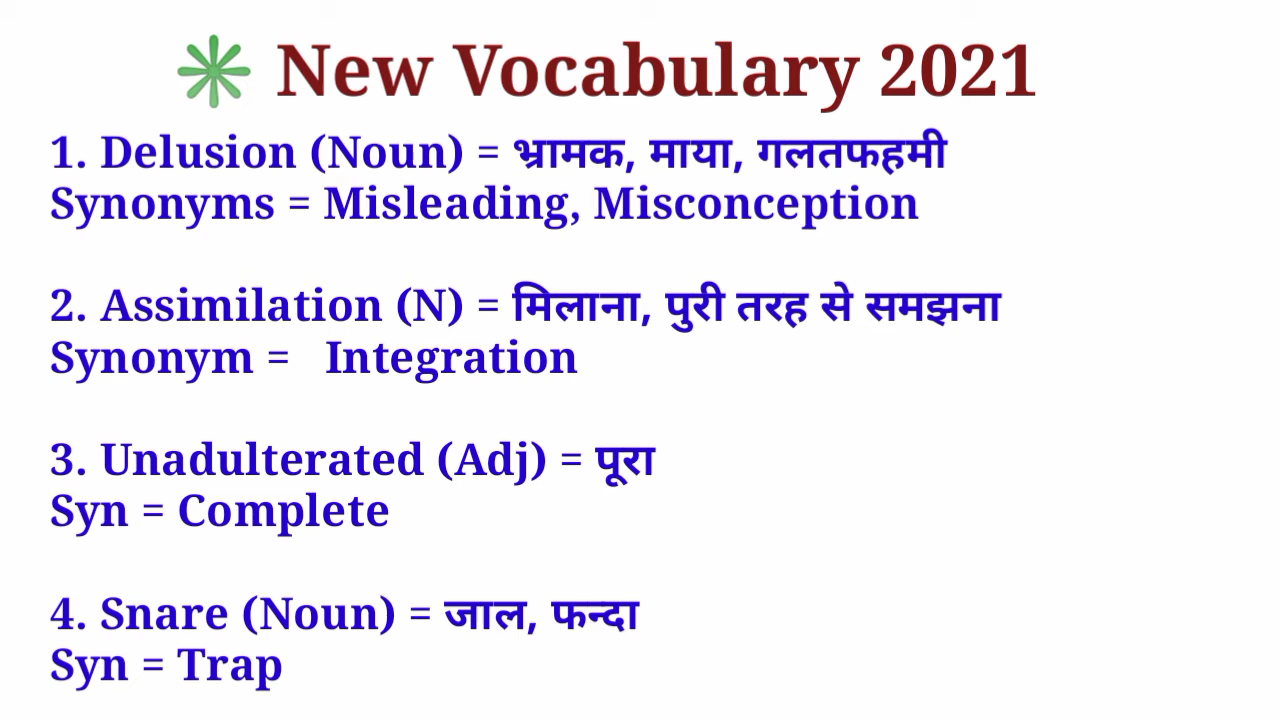 ✳ New Vocabulary 2021
1. Delusion (Noun) = भ्रामक, माया, गलतफहमी
Synonyms = Misleading, Misconception
2. Assimilation (N) = मिलाना, पुरी तरह से समझना
Synonym = Integration
3. Unadulterated (Adj) = पूरा
Syn = Complete
4. Snare (Noun) = जाल, फन्दा
Syn = Trap